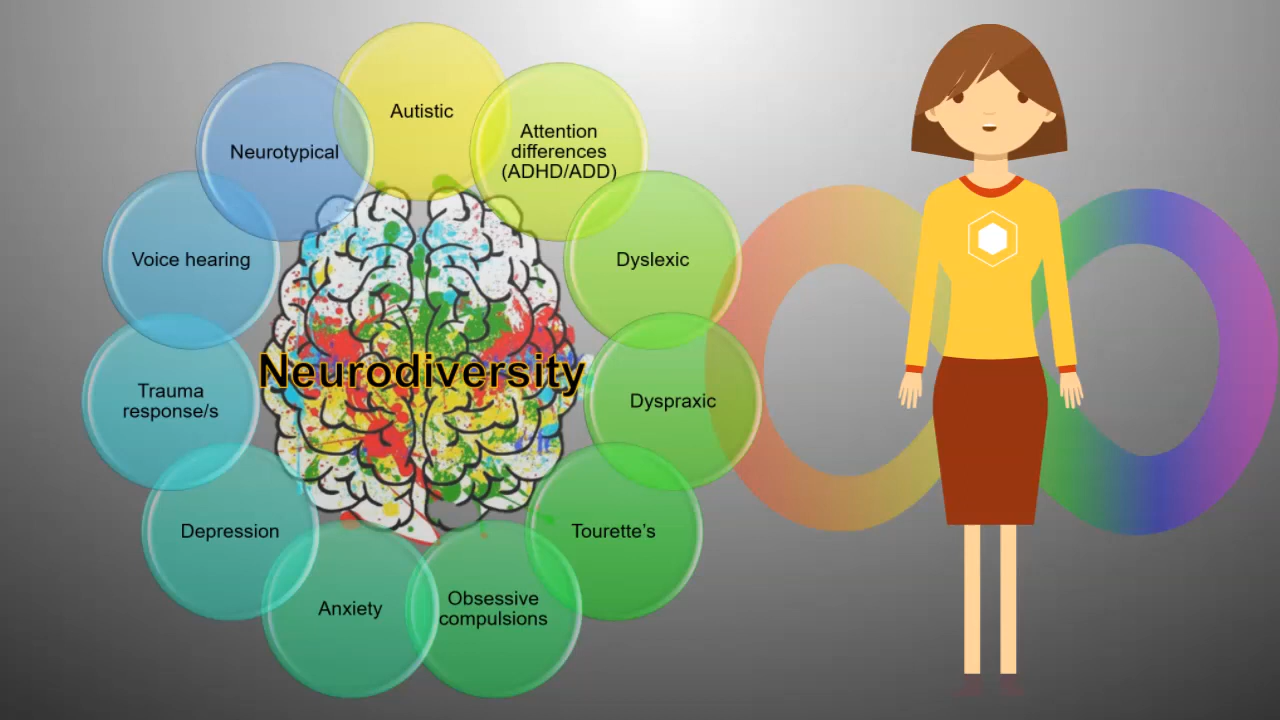 Neurodiversity
Autistic
Attention
differences
(ADHD/ADD)
Dyslexic
Dyspraxic
Tourette’s
Obsessive
compulsions
Anxiety
Depression
Trauma
response/s
Voice hearing
Neurotypical